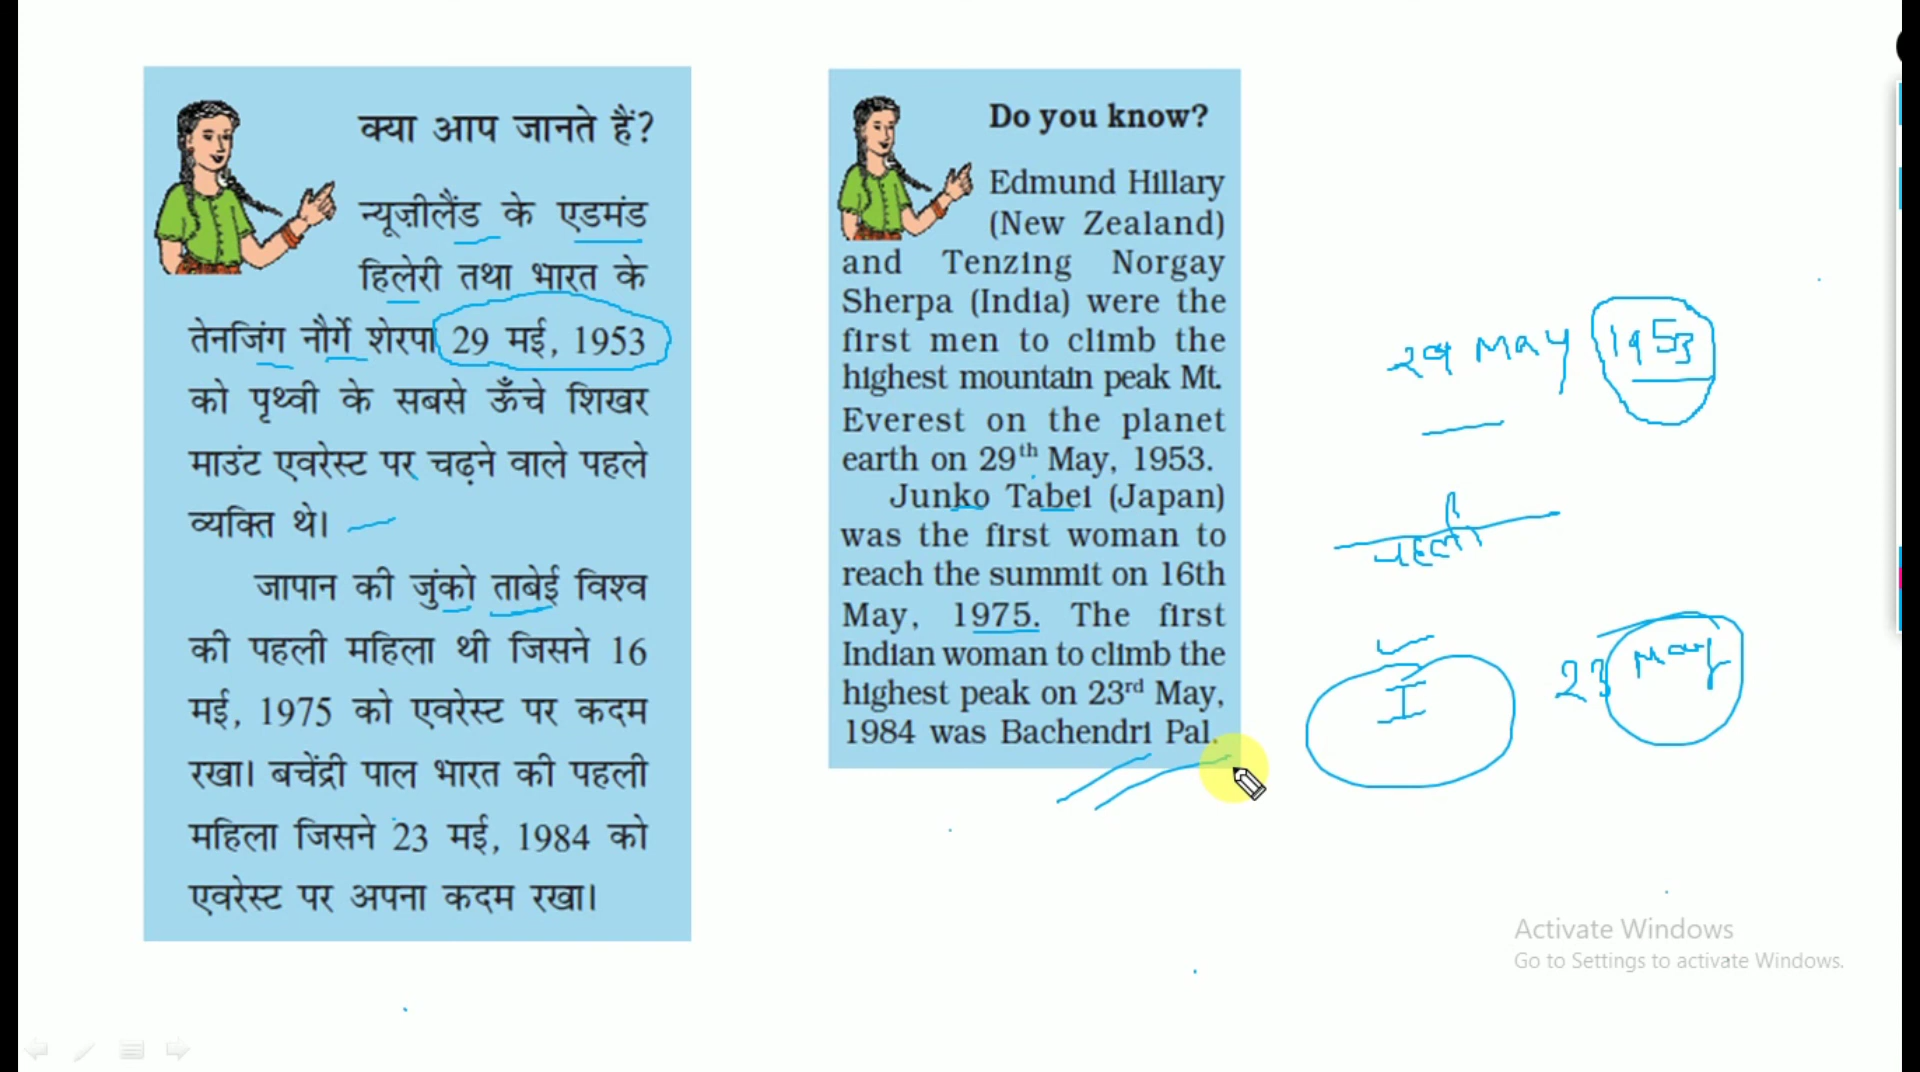 क्या आप जानते हैं?
न्यूज़ीलैंड के एडमंड
हिलेरी तथा भारत के
तेनजिंग नौर्गे शेरपा 29 मई, 1953
को पृथ्वी के सबसे ऊँचे शिखर
माउंट एवरेस्ट पर चढ़ने वाले पहले
व्यक्ति थे।
जापान की जुंको ताबेई विश्व
की पहली महिला थी जिसने 16
मई, 1975 को एवरेस्ट पर कदम
रखा। बचेंद्री पाल भारत की पहली
महिला जिसने 23 मई, 1984 को
एवरेस्ट पर अपना कदम रखा।
Do you know?
Edmund Hillary
(New Zealand)
and Tenzing Norgay
Sherpa (India) were the
first men to climb the
highest mountain peak Mt.
Everest on the planet
earth on 29th May, 1953.
Junko Tabei (Japan)
was the first woman to
reach the summit on 16th
May, 1975. The first
Indian woman to climb the
highest peak on 23rd May,
1984 was Bachendri Pal.
29 May 1953
I
23 May
Activate Windows
Go to Settings to activate Windows.